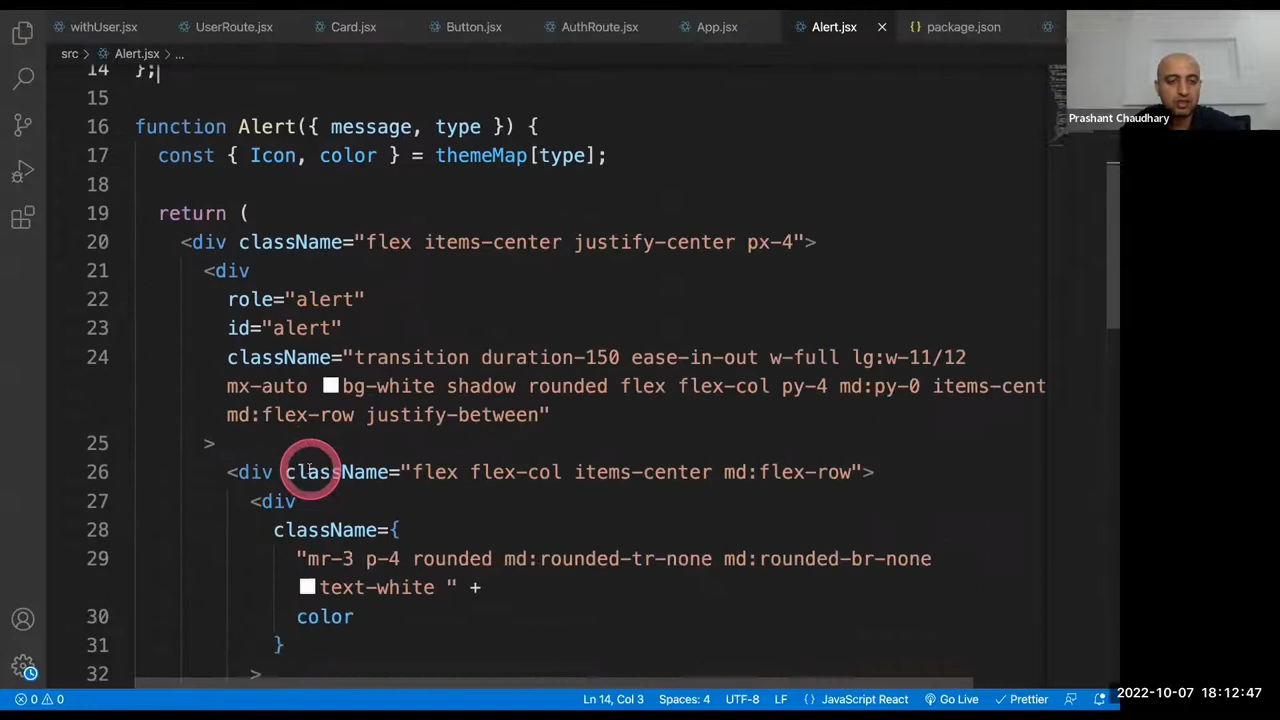 withUser.jsx UserRoute.jsx Card.jsx Button.jsx AuthRoute.jsx App.jsx Alert.jsx {} package.json
src > Alert.jsx > ...
Prashant Chaudhary
14 };
15
16 function Alert({ message, type }) {
17 const { Icon, color } = themeMap[type];
18
19 return (
20 <div className="flex items-center justify-center px-4">
21 <div
22 role="alert"
23 id="alert"
24 className="transition duration-150 ease-in-out w-full lg:w-11/12
mx-auto bg-white shadow rounded flex flex-col py-4 md:py-0 items-cent
md:flex-row justify-between"
25 >
26 <div className="flex flex-col items-center md:flex-row">
27 <div
28 className={
29 "mr-3 p-4 rounded md:rounded-tr-none md:rounded-br-none
text-white " +
30 color
31 }
32 >
0 0 Ln 14, Col 3 Spaces: 4 UTF-8 LF {} JavaScript React Go Live Prettier
2022-10-07 18:12:47